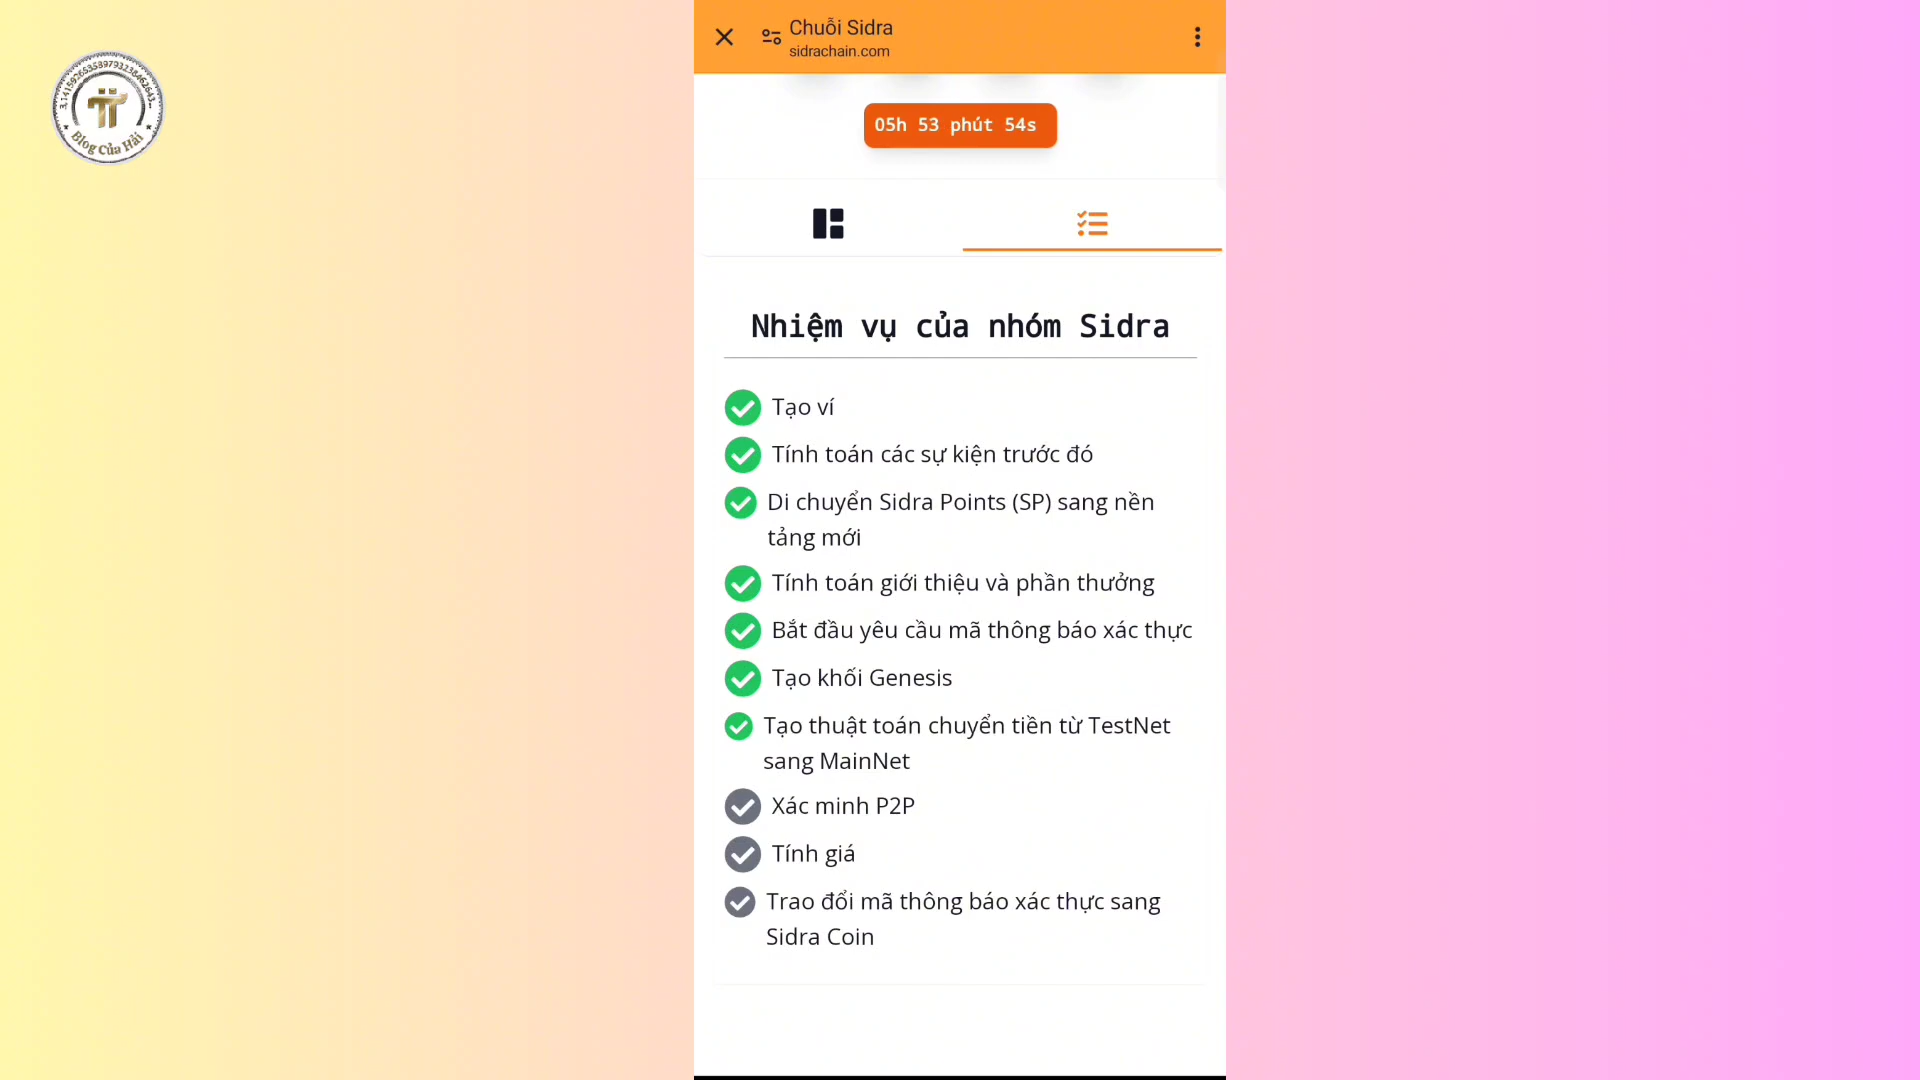 3,141592653589793238462643...
Blog Của Hải
Chuỗi Sidra
sidrachain.com
05h 53 phút 54s
Nhiệm vụ của nhóm Sidra
Tạo ví
Tính toán các sự kiện trước đó
Di chuyển Sidra Points (SP) sang nền
tảng mới
Tính toán giới thiệu và phần thưởng
Bắt đầu yêu cầu mã thông báo xác thực
Tạo khối Genesis
Tạo thuật toán chuyển tiền từ TestNet
sang MainNet
Xác minh P2P
Tính giá
Trao đổi mã thông báo xác thực sang
Sidra Coin